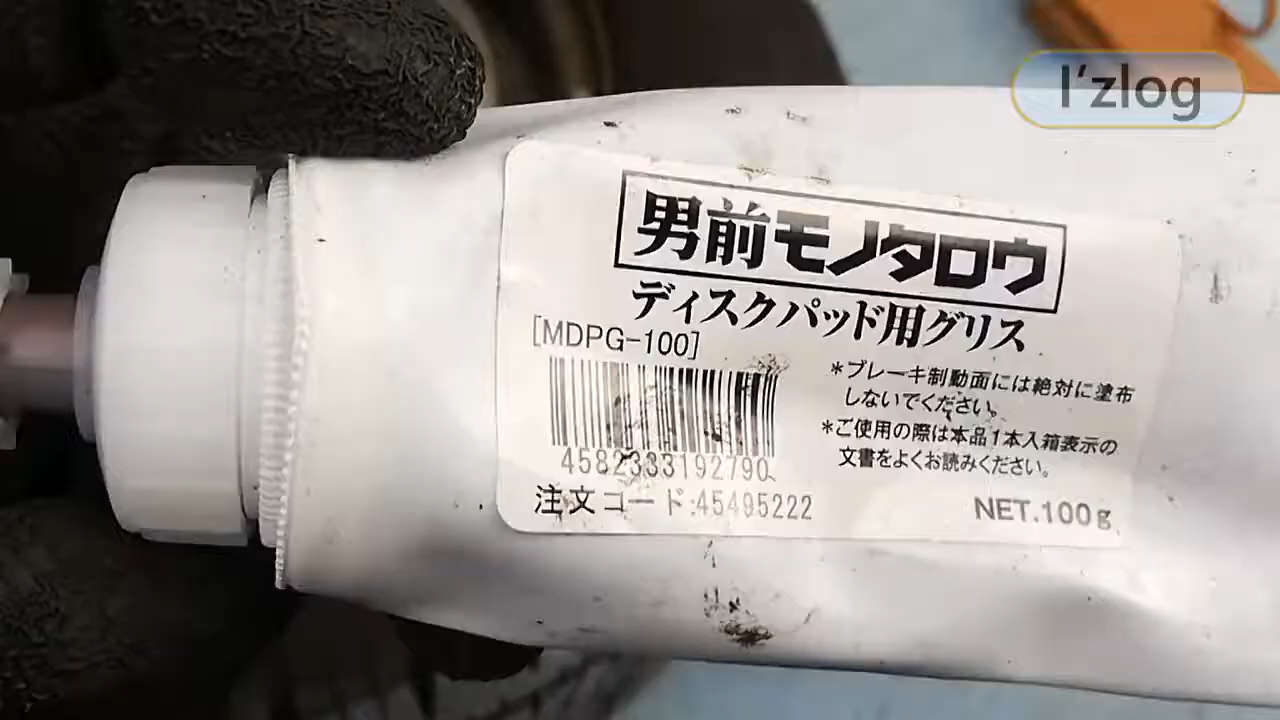 I'zlog
男前モノタロウ
ディスクパッド用グリス
[MDPG-100]
4582333192790
注文コード:45495222
*ブレーキ制動面には絶対に塗布
しないでください。
*ご使用の際は本品1本入箱表示の
文書をよくお読みください。
NET.100g